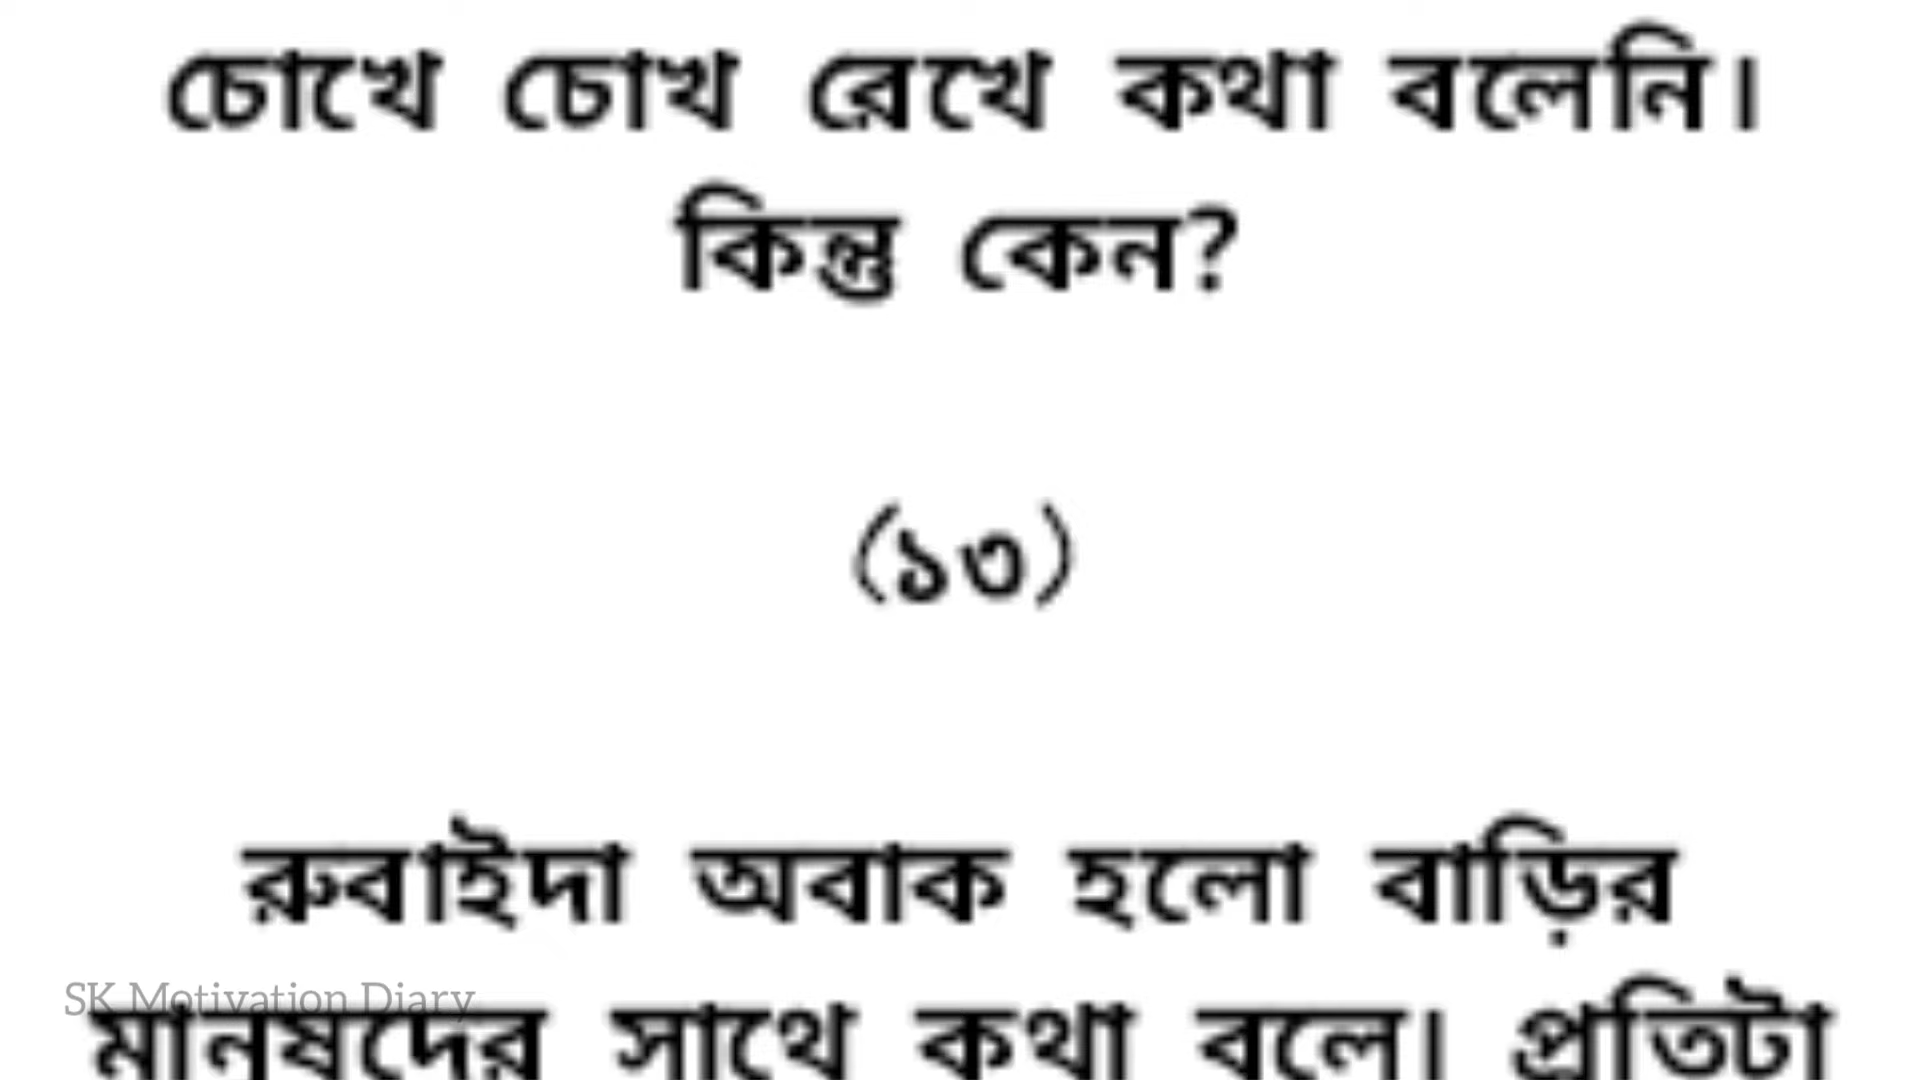 চোখে চোখ রেখে কথা বলেনি।
কিন্তু কেন?
(১৩)
রুবাইদা অবাক হলো বাড়ির
SK Motivation Diary
মানুষদের সাথে কথা বলে। প্রতিটা